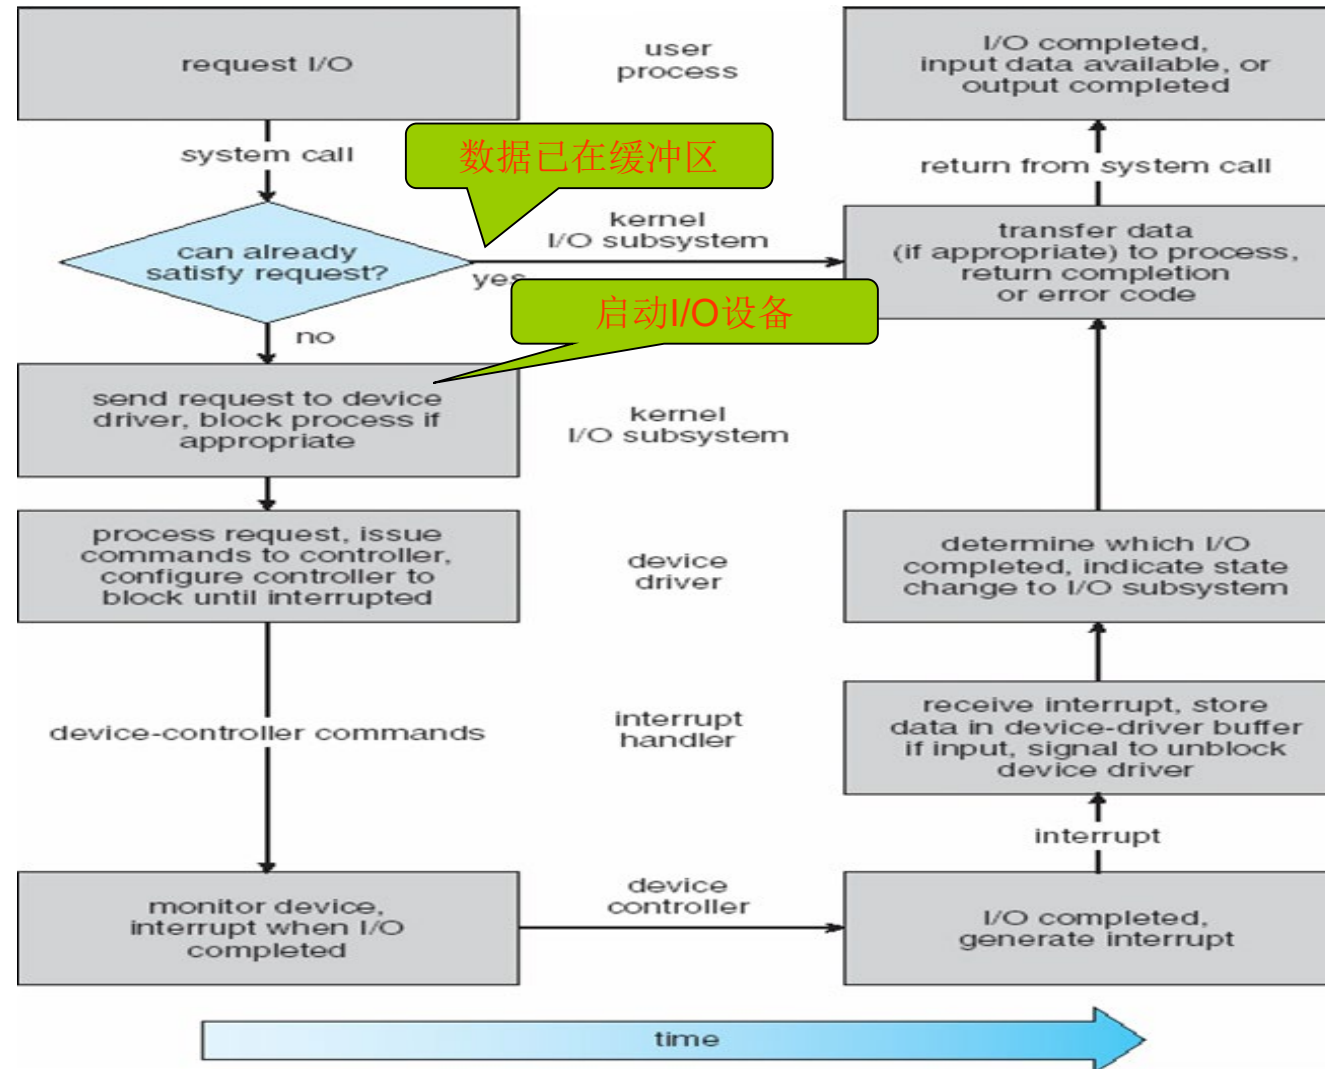 request I/O
user
process
I/O completed,
input data available, or
output completed
system call
数据已在缓冲区
return from system call
can already
satisfy request?
kernel
I/O subsystem
yes
transfer data
(if appropriate) to process,
return completion
or error code
启动I/O设备
no
send request to device
driver, block process if
appropriate
kernel
I/O subsystem
process request, issue
commands to controller,
configure controller to
block until interrupted
device
driver
determine which I/O
completed, indicate state
change to I/O subsystem
device-controller commands
interrupt
handler
receive interrupt, store
data in device-driver buffer
if input, signal to unblock
device driver
interrupt
monitor device,
interrupt when I/O
completed
device
controller
I/O completed,
generate interrupt
time